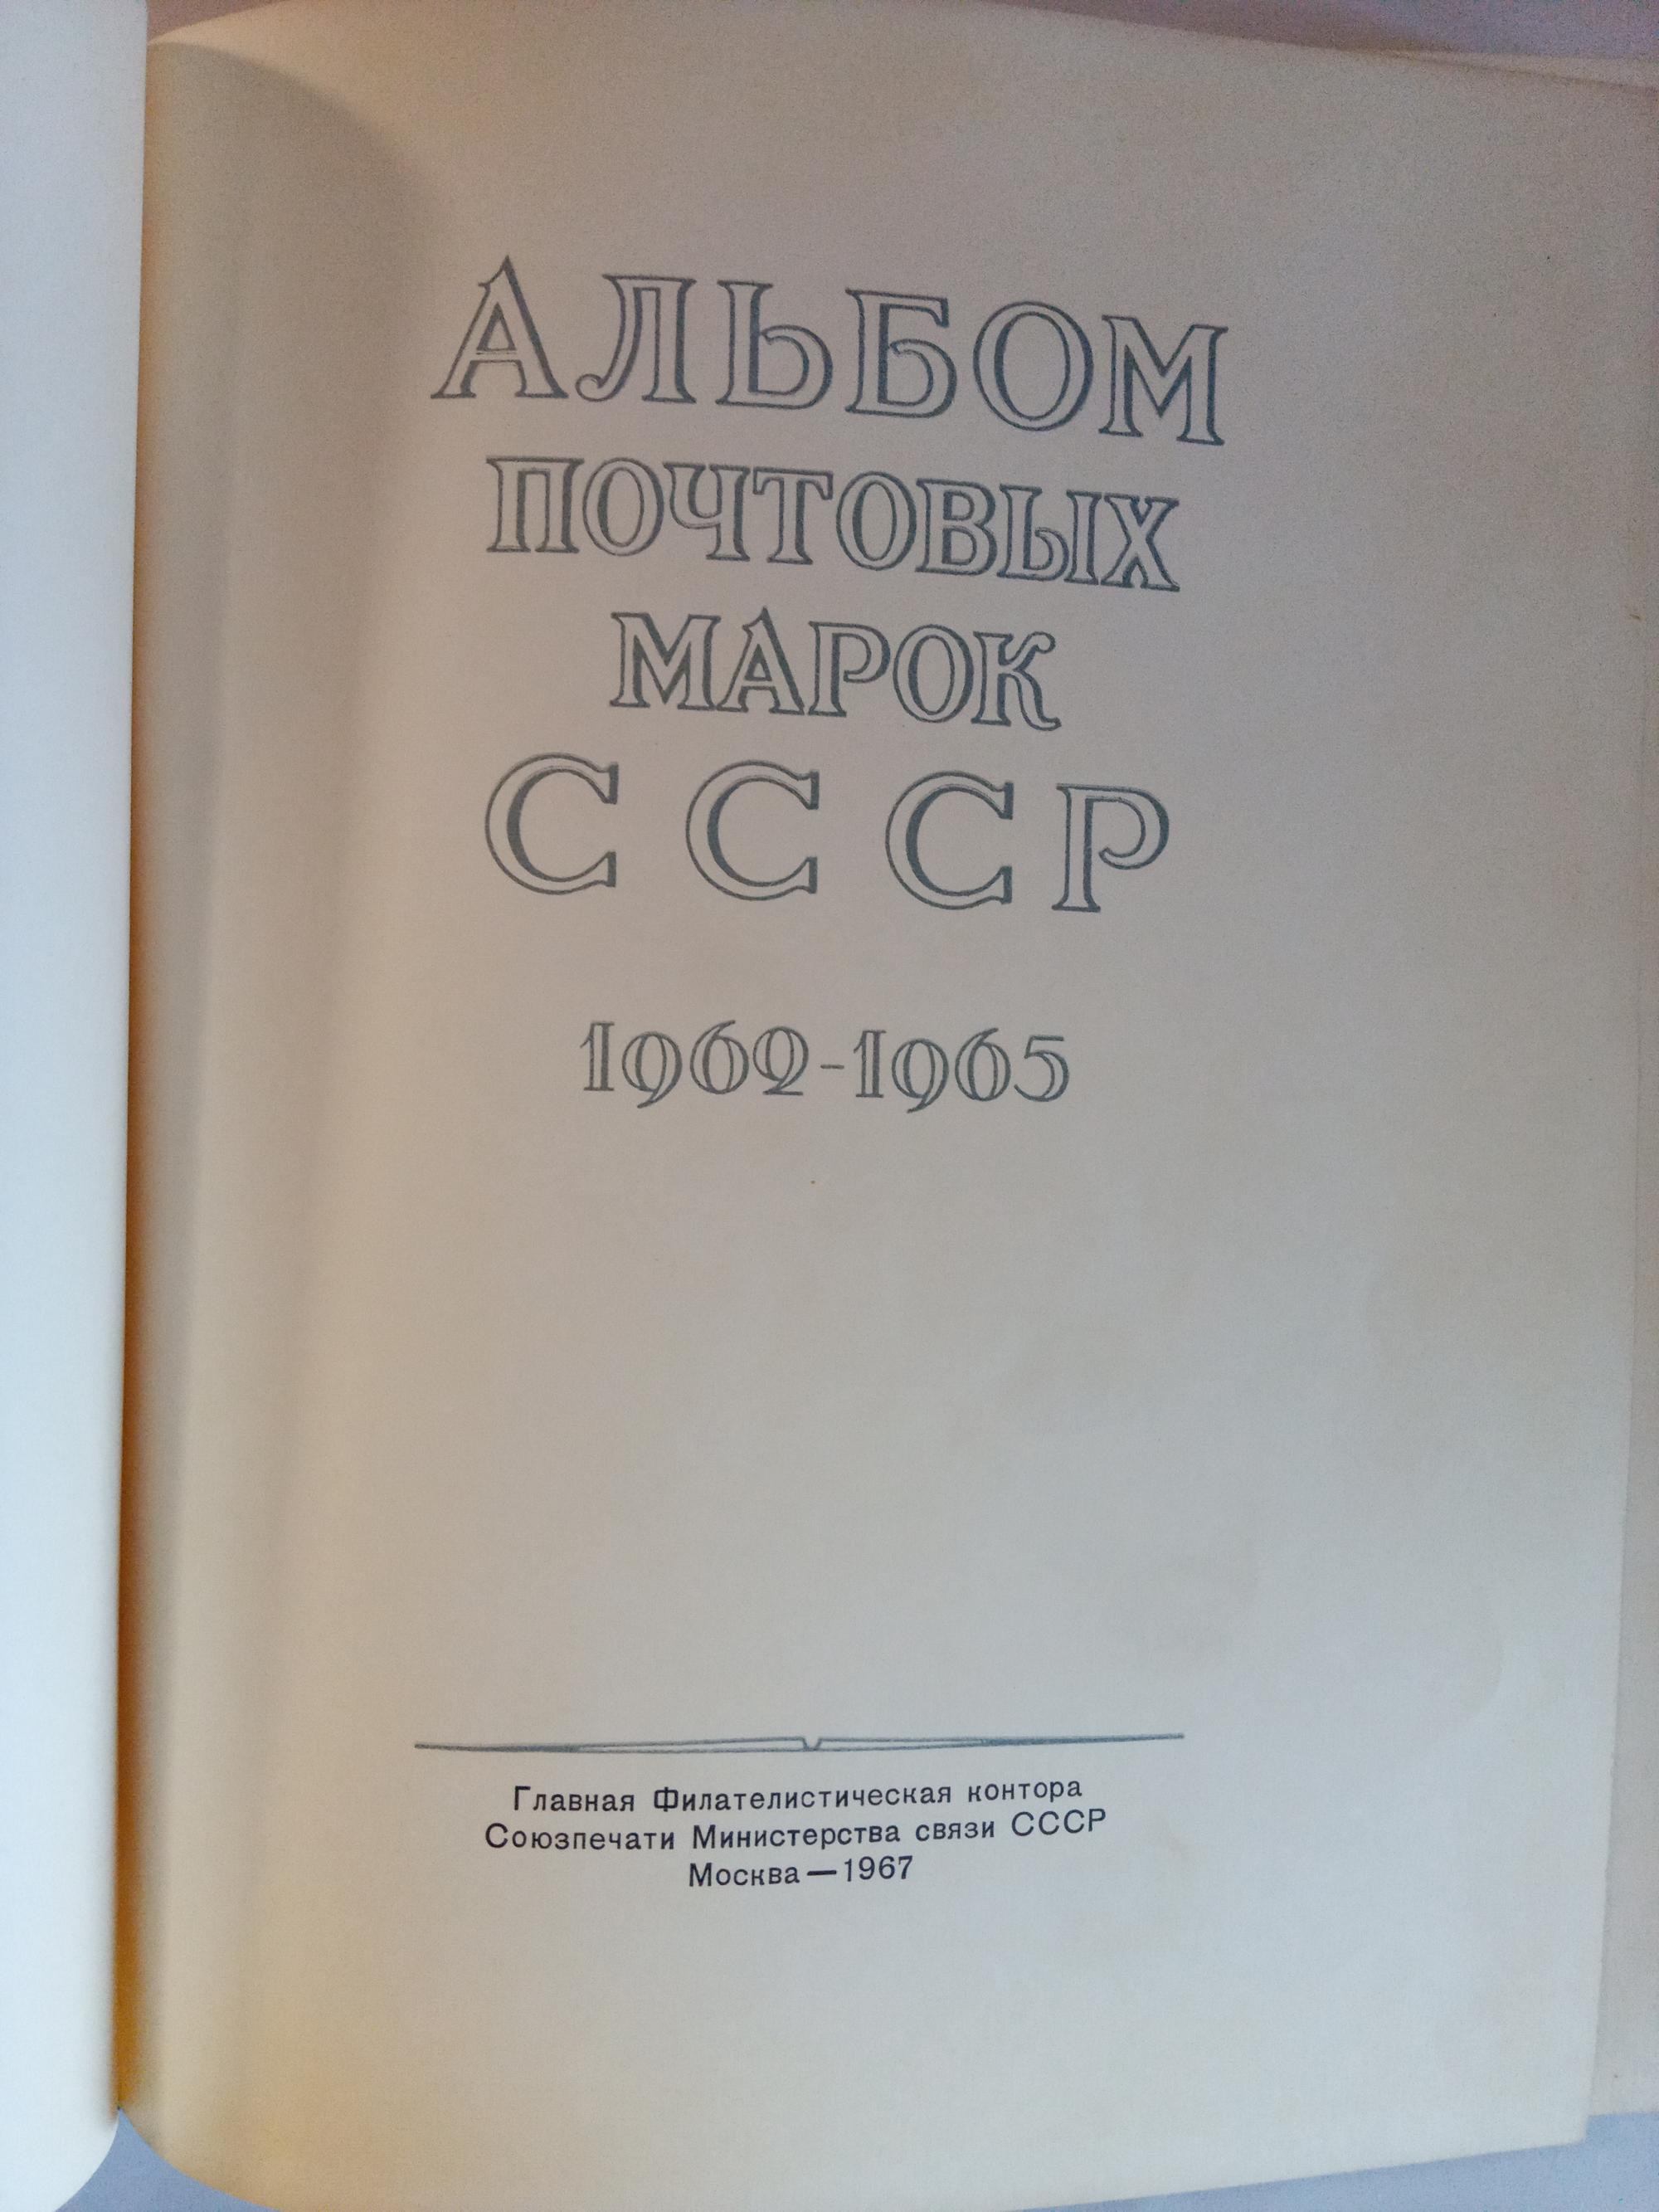 АЛЬБОМ
ПОЧТОВЫХ
МАРОК
СССР
1962-1965
Главная Филателистическая контора
Союзпечати Министерства связи СССР
Москва — 1967